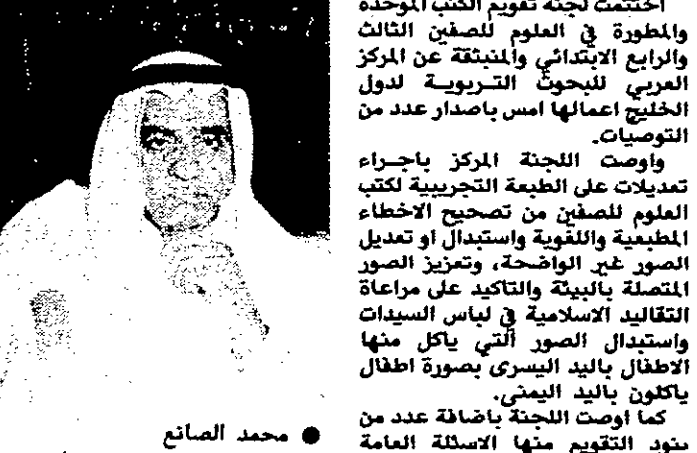 اختتمت لجنة تقويم الكتب الموحدة
والمطورة في العلوم للصفين الثالث
والرابع الابتدائي والمنبثقة عن المركز
العربي للبحوث التـربويـة لدول
الخليج اعمالها امس باصدار عدد من
التوصيات.
واوصت اللجنة المركز باجـراء
تعديلات على الطبعة التجريبية لكتب
العلوم للصفين من تصحيح الاخطاء
المطبعية واللغوية واستبدال او تعديل
الصور غير الواضحة، وتعزيز الصور
المتصلة بالبيئة والتاكيد على مراعاة
التقاليد الاسلامية في لباس السيدات
واستبدال الصور التي ياكل منها
الاطفال باليد اليسرى بصورة اطفال
ياكلون باليد اليمنى.
كما اوصت اللجنة باضافة عدد من
بنود التقويم منها الاسئلة العامة
● محمد الصانع